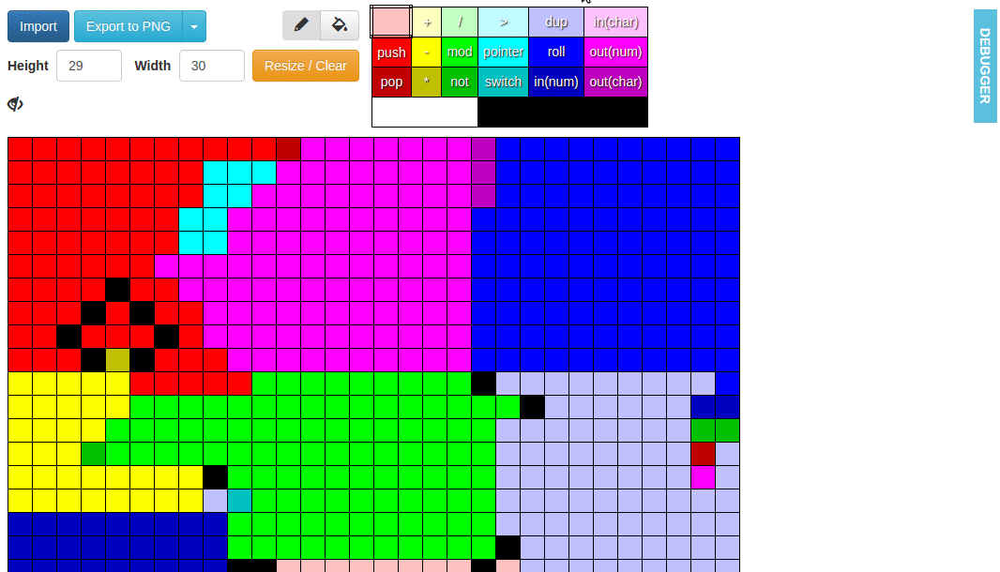 Import Export to PNG
+ / > dup in(char)
push - mod pointer roll out(num)
pop * not switch in(num) out(char)
Height 29 Width 30 Resize / Clear
DEBUGGER